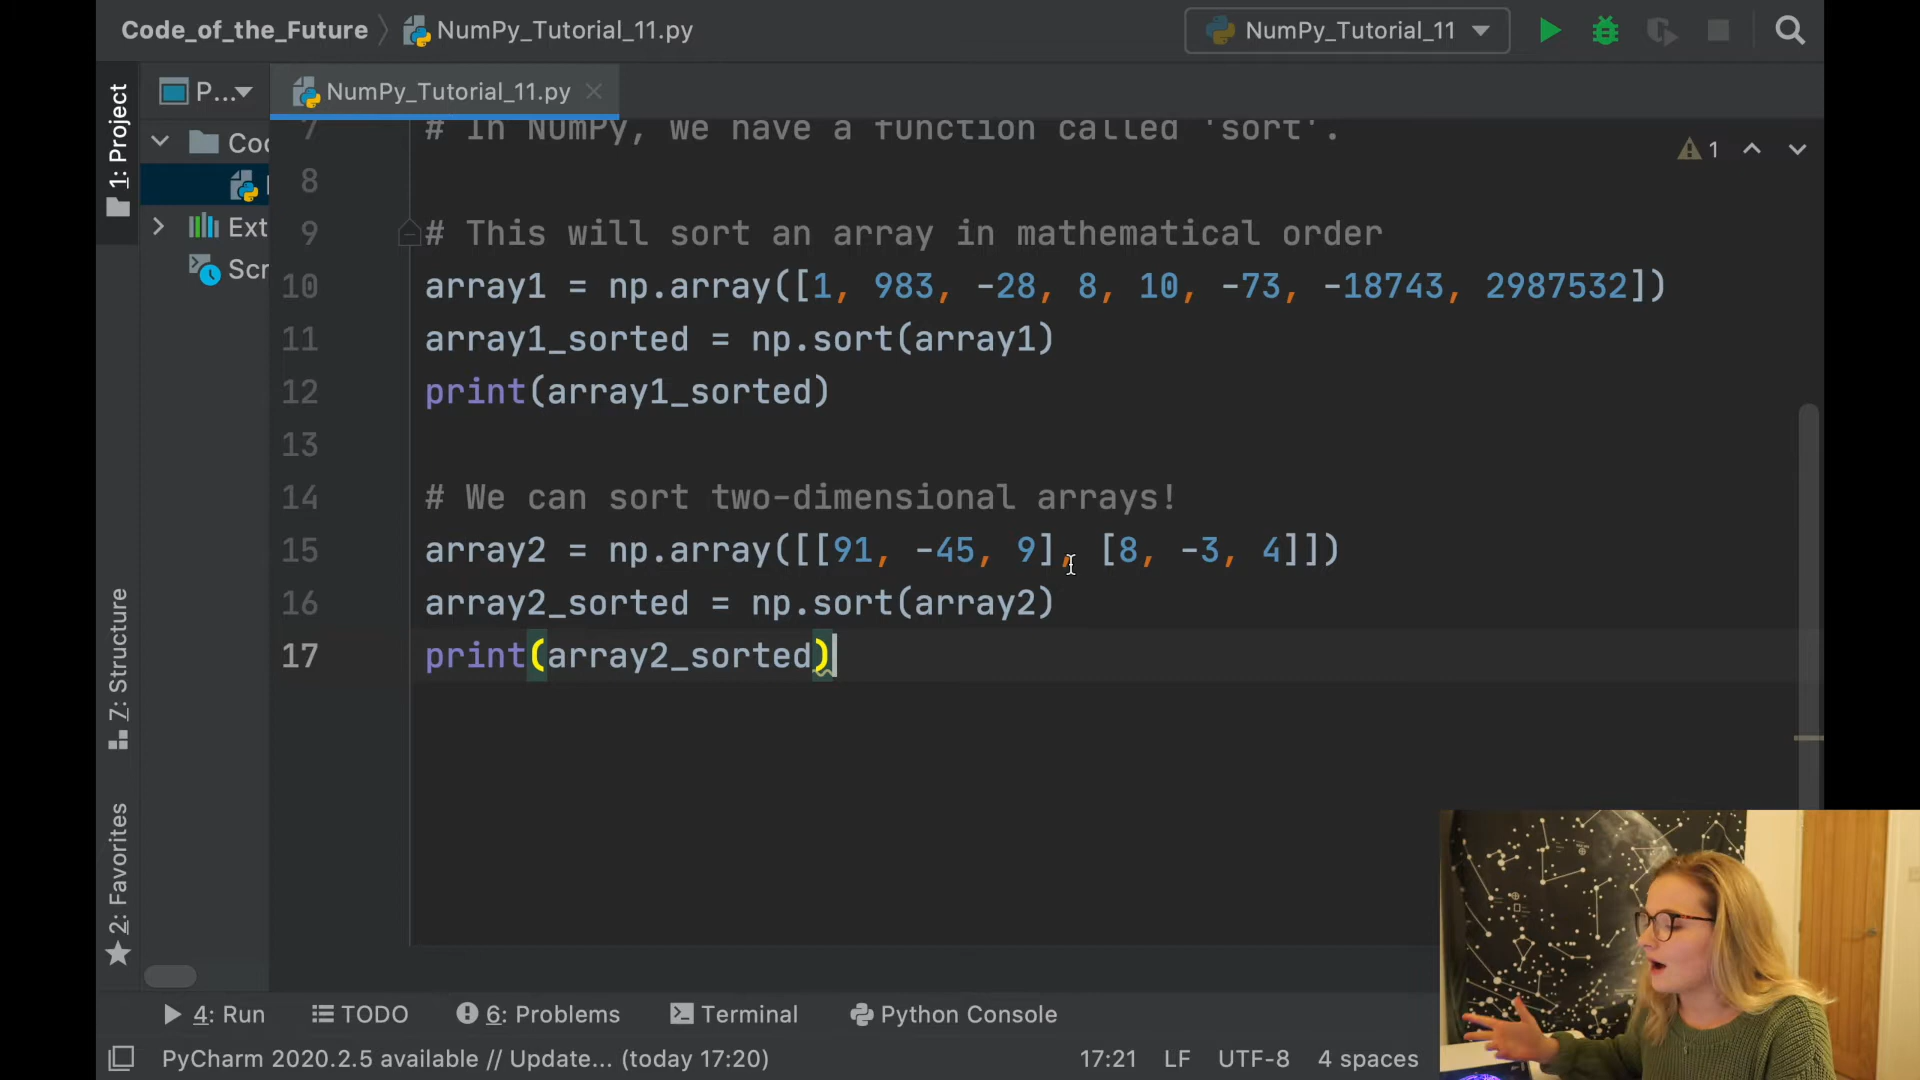 Code_of_the_Future
NumPy_Tutorial_11.py
NumPy_Tutorial_11
1: Project
P...
NumPy_Tutorial_11.py
Ext
Scr
1
7 # In NumPy, we have a function called 'sort'.
8
9 # This will sort an array in mathematical order
10 array1 = np.array([1, 983, -28, 8, 10, -73, -18743, 2987532])
11 array1_sorted = np.sort(array1)
12 print(array1_sorted)
13
14 # We can sort two-dimensional arrays!
15 array2 = np.array([[91, -45, 9], [8, -3, 4]])
16 array2_sorted = np.sort(array2)
17 print(array2_sorted)
7: Structure
2: Favorites
4: Run
TODO
6: Problems
Terminal
Python Console
PyCharm 2020.2.5 available // Update... (today 17:20)
17:21
LF
UTF-8
4 spaces